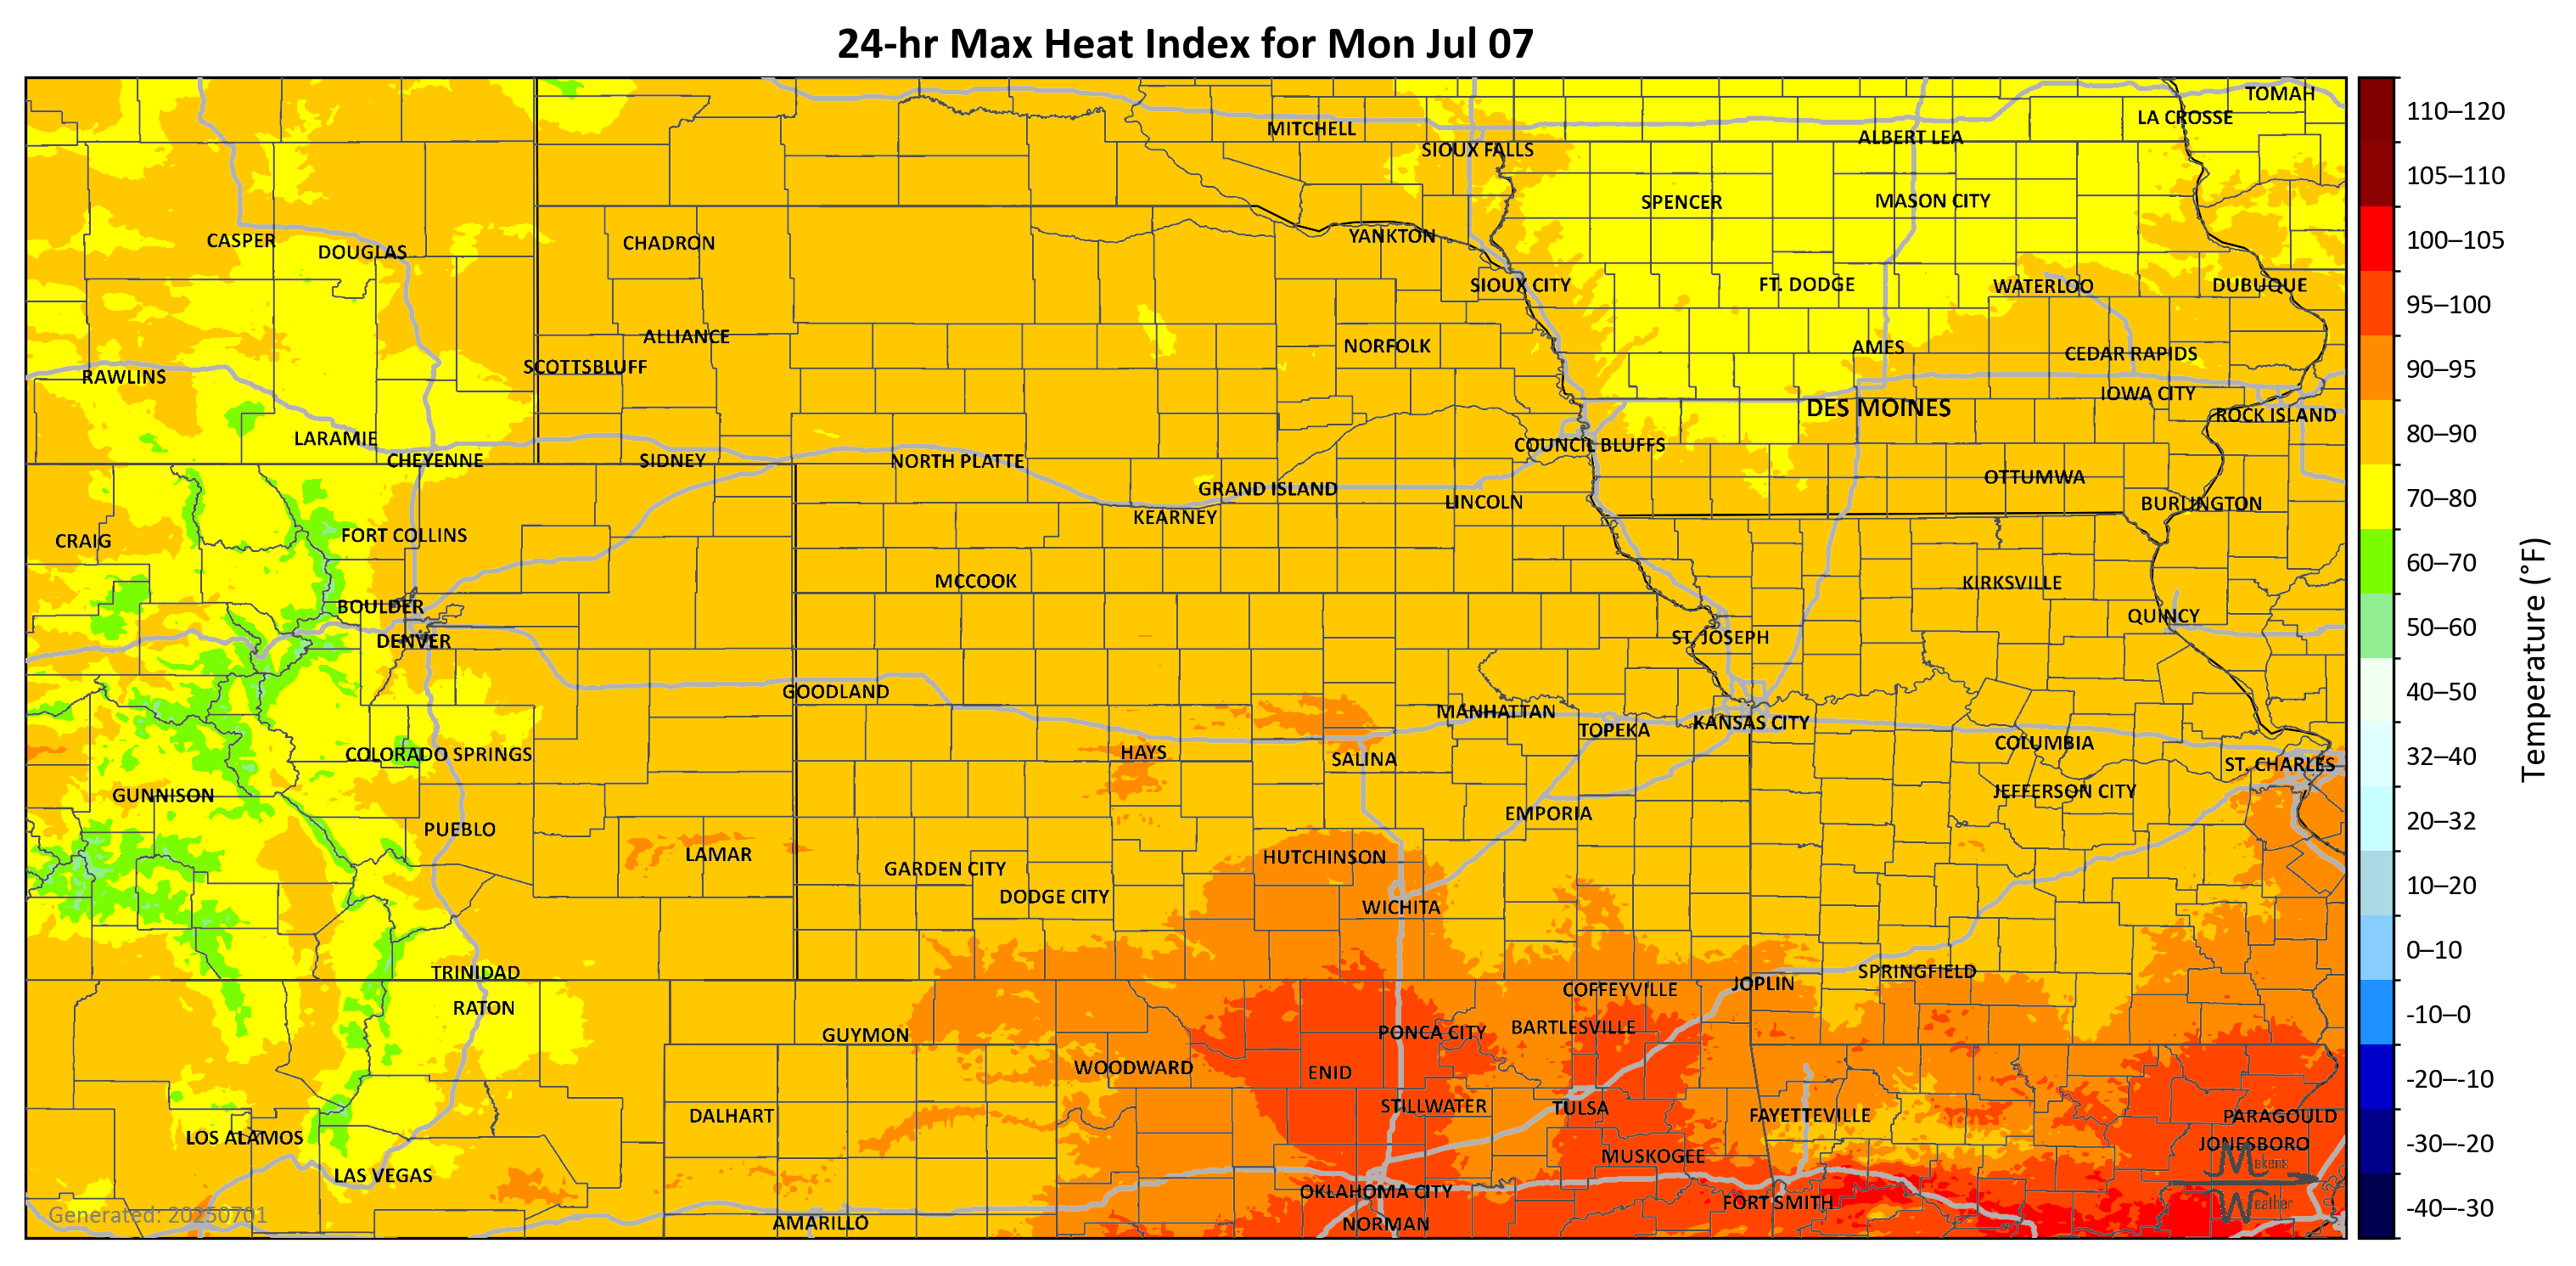 24-hr Max Heat Index for Mon Jul 07
TOMAH
LA CROSSE
MITCHELL
ALBERT LEA
SIOUX FALLS
SPENCER
MASON CITY
CASPER
DOUGLAS
CHADRON
YANKTON
SIOUX CITY
FT. DODGE
WATERLOO
DUBUQUE
ALLIANCE
NORFOLK
AMES
CEDAR RAPIDS
SCOTTSBLUFF
RAWLINS
IOWA CITY
DES MOINES
ROCK ISLAND
LARAMIE
COUNCIL BLUFFS
CHEYENNE
SIDNEY
NORTH PLATTE
OTTUMWA
GRAND ISLAND
LINCOLN
BURLINGTON
KEARNEY
FORT COLLINS
CRAIG
MCCOOK
KIRKSVILLE
BOULDER
QUINCY
DENVER
ST. JOSEPH
GOODLAND
MANHATTAN
KANSAS CITY
TOPEKA
COLUMBIA
COLORADO SPRINGS
HAYS
SALINA
ST. CHARLES
GUNNISON
JEFFERSON CITY
EMPORIA
PUEBLO
LAMAR
HUTCHINSON
GARDEN CITY
DODGE CITY
WICHITA
TRINIDAD
SPRINGFIELD
JOPLIN
COFFEYVILLE
RATON
GUYMON
PONCA CITY
BARTLESVILLE
WOODWARD
ENID
STILLWATER
TULSA
DALHART
FAYETTEVILLE
PARAGOULD
LOS ALAMOS
JONESBORO
MUSKOGEE
LAS VEGAS
OKLAHOMA CITY
FORT SMITH
AMARILLO
NORMAN
Makens
Weather
Generated: 20250701
110–120
105–110
100–105
95–100
90–95
80–90
70–80
60–70
50–60
40–50
32–40
20–32
10–20
0–10
-10–0
-20–-10
-30–-20
-40–-30
Temperature (°F)